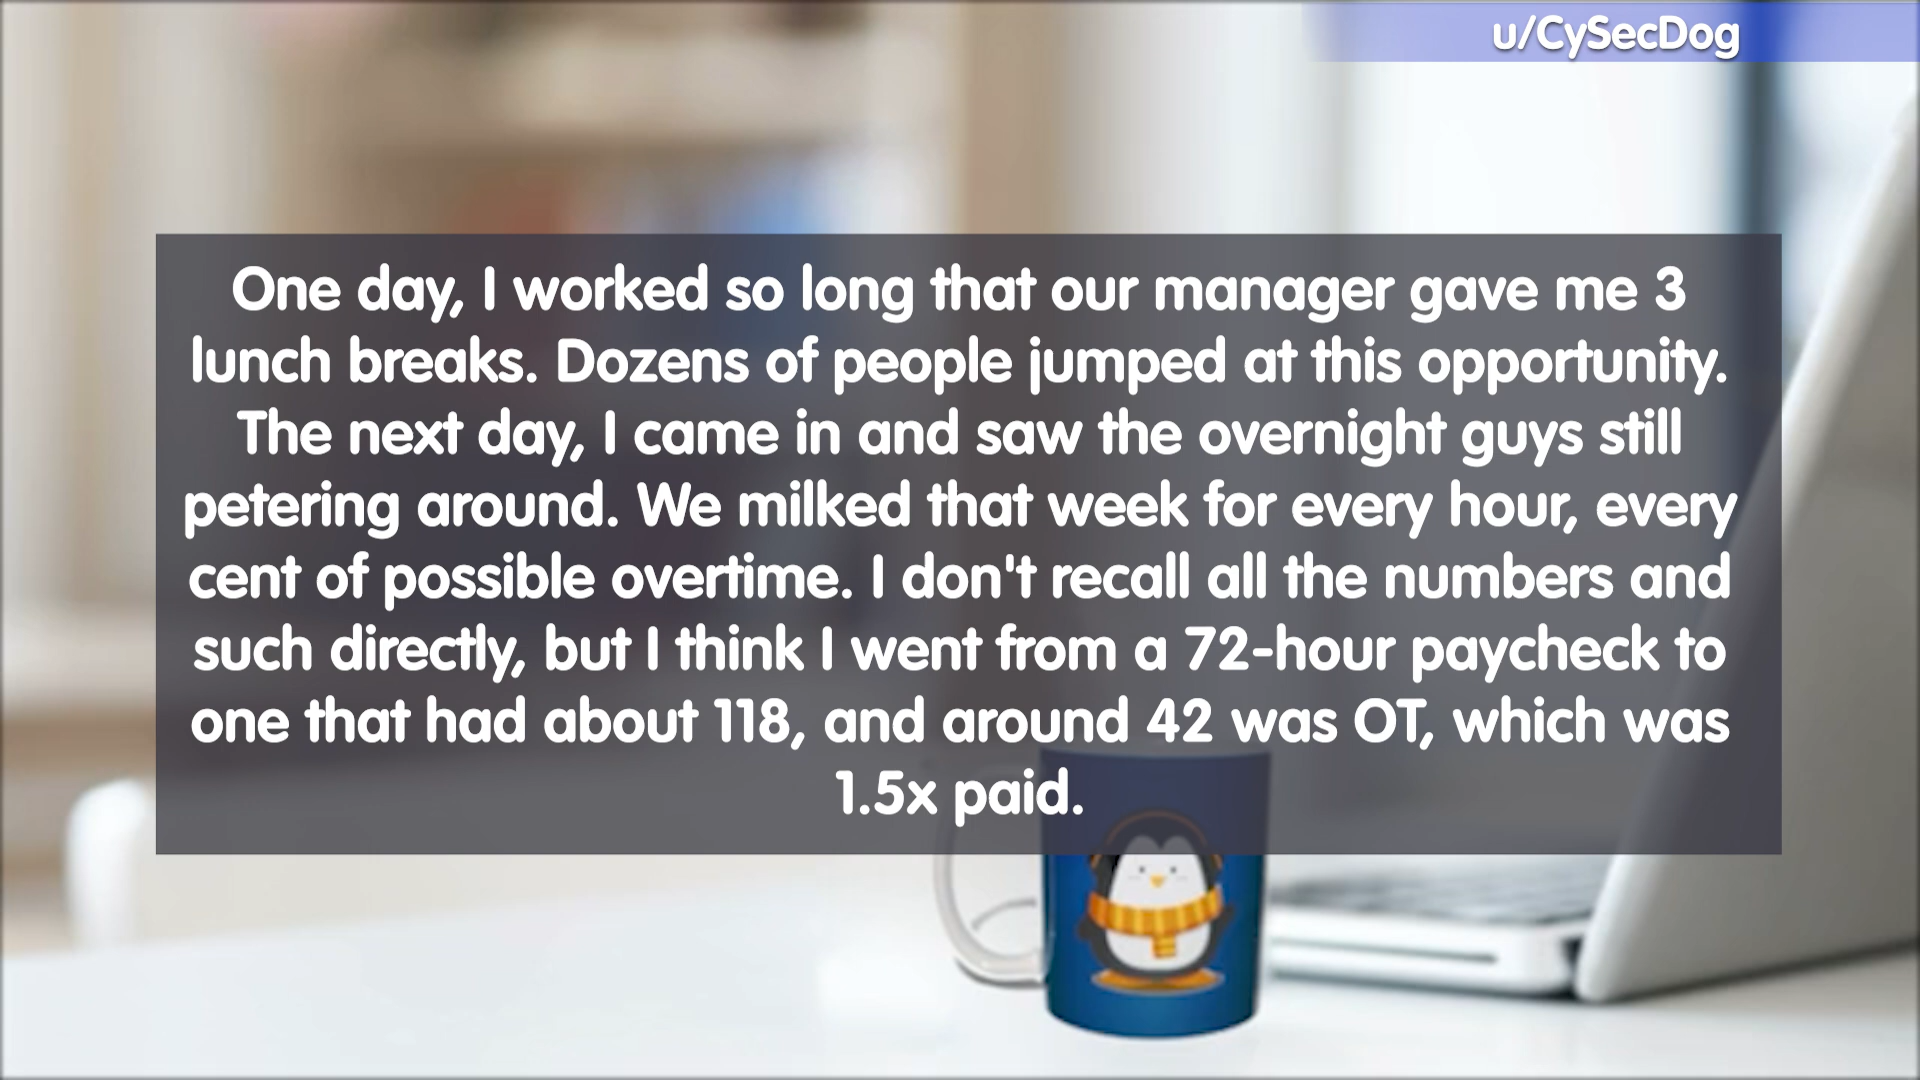 u/CySecDog
One day, I worked so long that our manager gave me 3
lunch breaks. Dozens of people jumped at this opportunity.
The next day, I came in and saw the overnight guys still
petering around. We milked that week for every hour, every
cent of possible overtime. I don't recall all the numbers and
such directly, but I think I went from a 72-hour paycheck to
one that had about 118, and around 42 was OT, which was
1.5x paid.